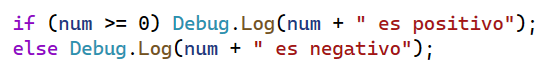 if (num >= 0) Debug.Log(num + " es positivo");
else Debug.Log(num + " es negativo");